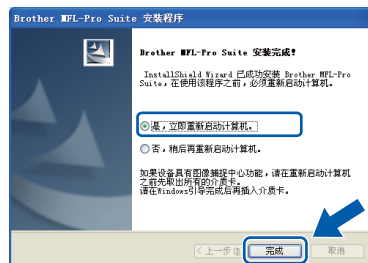 Brother MFL-Pro Suite 安装程序
Brother MFL-Pro Suite 安装完成!
InstallShield Wizard 已成功安装 Brother MFL-Pro
Suite，在使用该程序之前，必须重新启动计算机。
是，立即重新启动计算机。
否，稍后再重新启动计算机。
如果设备具有图像捕捉中心功能，请在重新启动计算机
之前先取出所有的介质卡。
请在Windows引导完成后再插入介质卡。
< 上一步(B)
完成
取消